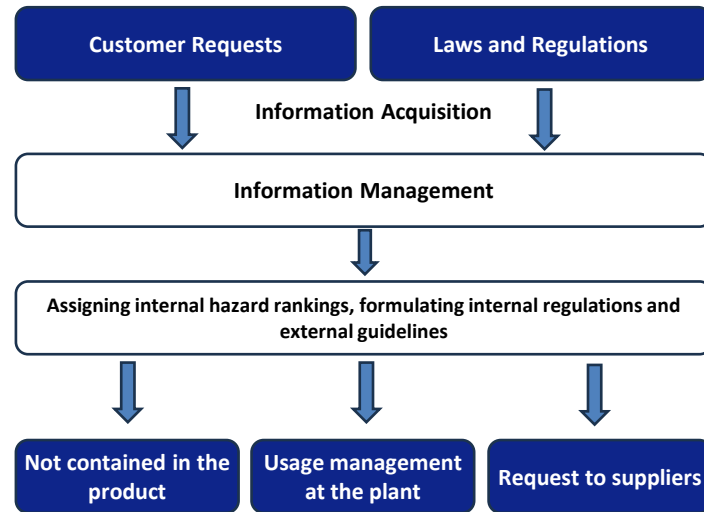 Customer Requests
Laws and Regulations
Information Acquisition
Information Management
Assigning internal hazard rankings, formulating internal regulations and
external guidelines
Not contained in the
product
Usage management
at the plant
Request to suppliers